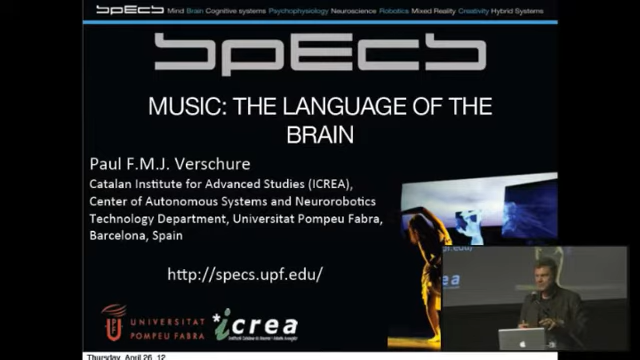 specs Mind Brain Cognitive systems Psychophysiology Neuroscience Robotics Mixed Reality Creativity Hybrid Systems
specs
MUSIC: THE LANGUAGE OF THE
BRAIN
Paul F.M.J. Verschure
Catalan Institute for Advanced Studies (ICREA),
Center of Autonomous Systems and Neurorobotics
Technology Department, Universitat Pompeu Fabra,
Barcelona, Spain
http://specs.upf.edu/
upf.edu/
UNIVERSITAT
POMPEU FABRA
*icrea
Thursday, April 26, 12